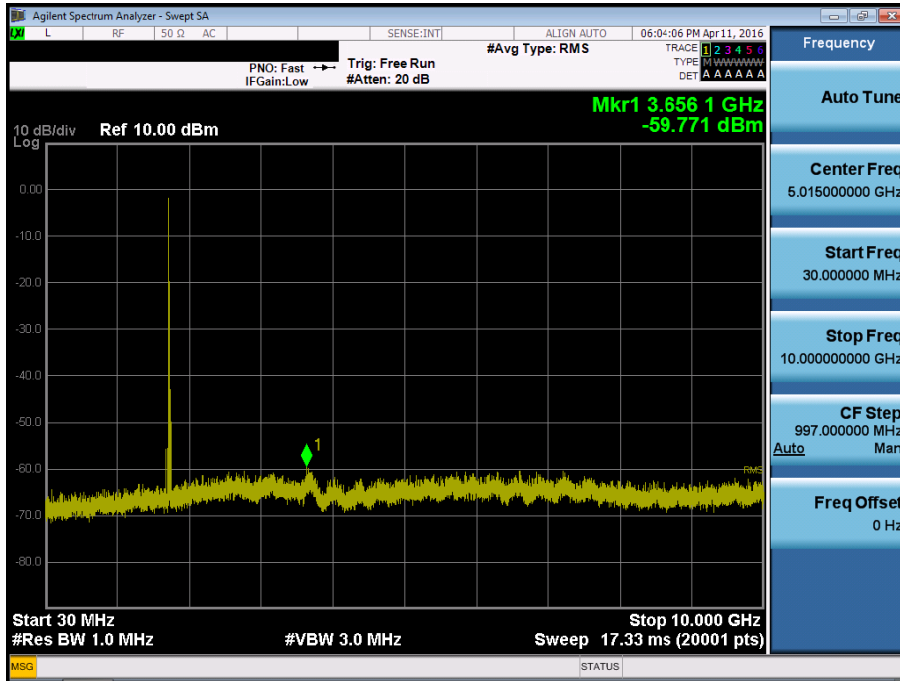 Agilent Spectrum Analyzer - Swept SA
LXI L RF 50 Ω AC SENSE:INT ALIGN AUTO 06:04:06 PM Apr 11, 2016
#Avg Type: RMS
TRACE 1 2 3 4 5 6
PNO: Fast
Trig: Free Run
TYPE M WWWWW
IFGain:Low
#Atten: 20 dB
DET A A A A A A
Mkr1 3.656 1 GHz
-59.771 dBm
10 dB/div Ref 10.00 dBm
Log
0.00
-10.0
-20.0
-30.0
-40.0
-50.0
1
-60.0
RMS
-70.0
-80.0
Start 30 MHz
Stop 10.000 GHz
#Res BW 1.0 MHz
#VBW 3.0 MHz
Sweep 17.33 ms (20001 pts)
MSG
STATUS
Frequency
Auto Tune
Center Freq
5.015000000 GHz
Start Freq
30.000000 MHz
Stop Freq
10.000000000 GHz
CF Step
997.000000 MHz
Auto Man
Freq Offset
0 Hz